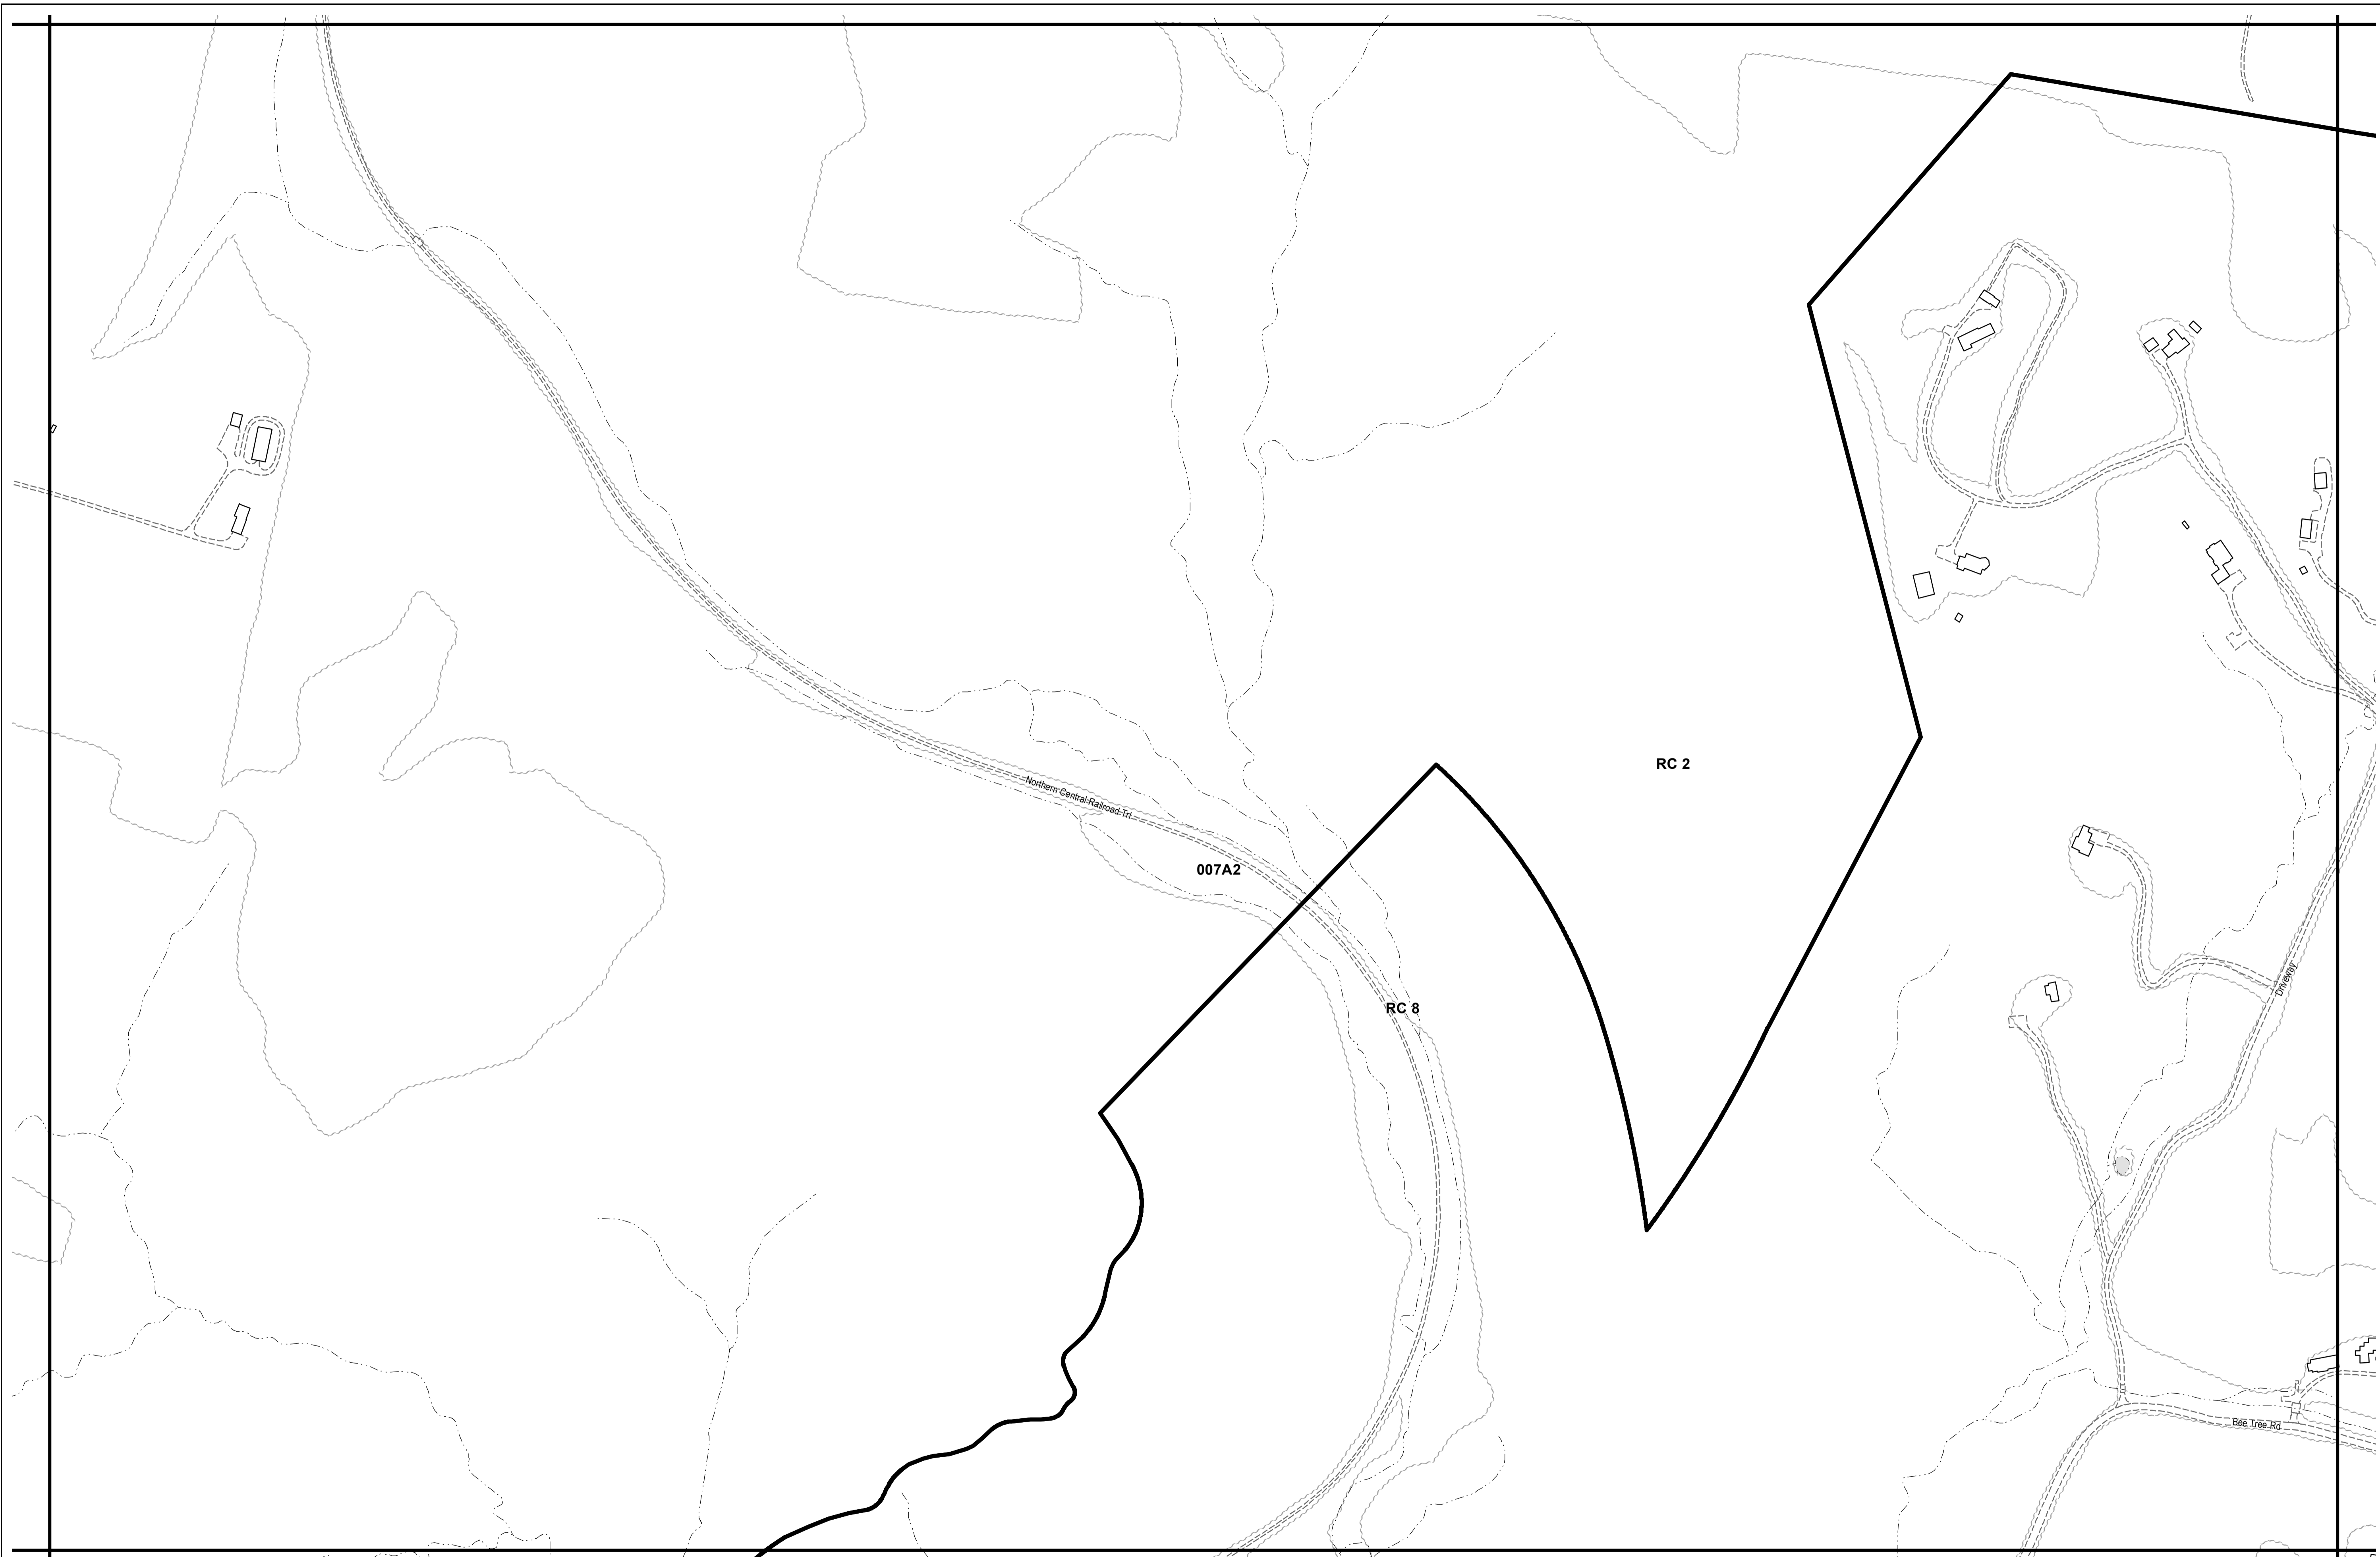 RC 2
Northern Central Railroad Trl
007A2
Driveway
RC 8
Bee Tree Rd